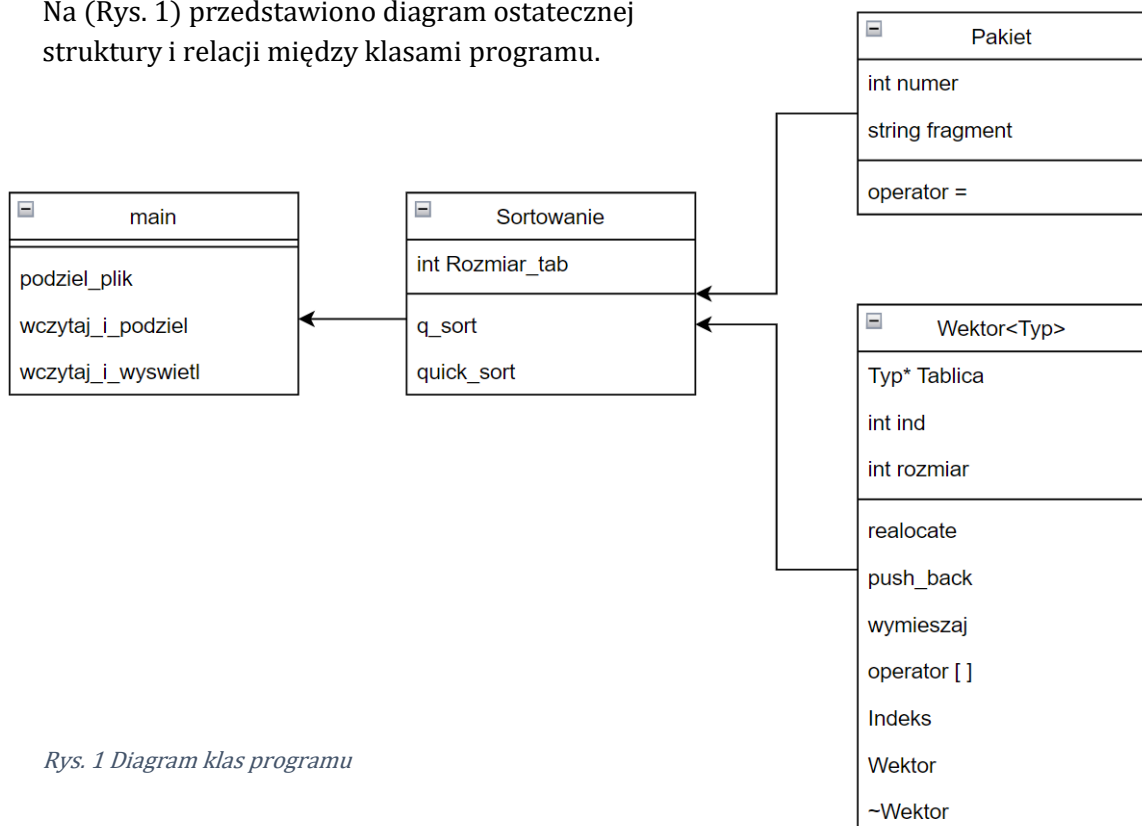 Na (Rys. 1) przedstawiono diagram ostatecznej
struktury i relacji między klasami programu.
main
podziel_plik
wczytaj_i_podziel
wczytaj_i_wyswietl
Sortowanie
int Rozmiar_tab
q_sort
quick_sort
Pakiet
int numer
string fragment
operator =
Wektor<Typ>
Typ* Tablica
int ind
int rozmiar
realocate
push_back
wymieszaj
operator [ ]
Indeks
Wektor
~Wektor
Rys. 1 Diagram klas programu